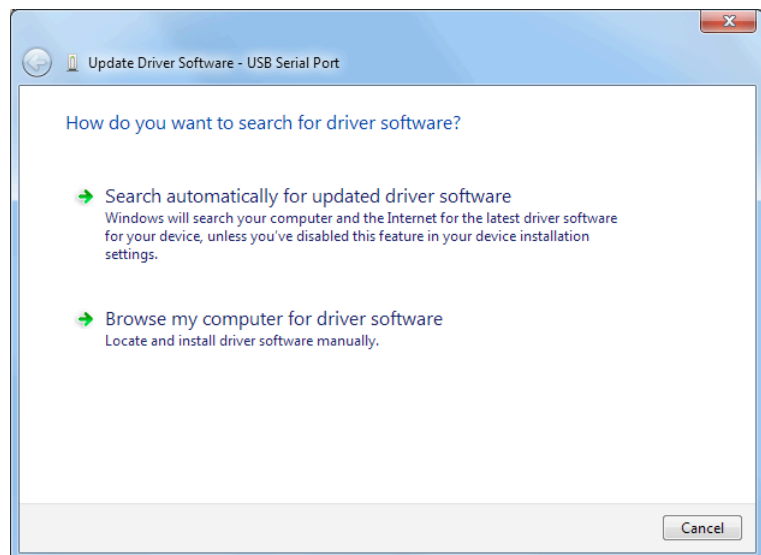 Update Driver Software - USB Serial Port
How do you want to search for driver software?
Search automatically for updated driver software
Windows will search your computer and the Internet for the latest driver software
for your device, unless you've disabled this feature in your device installation
settings.
Browse my computer for driver software
Locate and install driver software manually.
Cancel